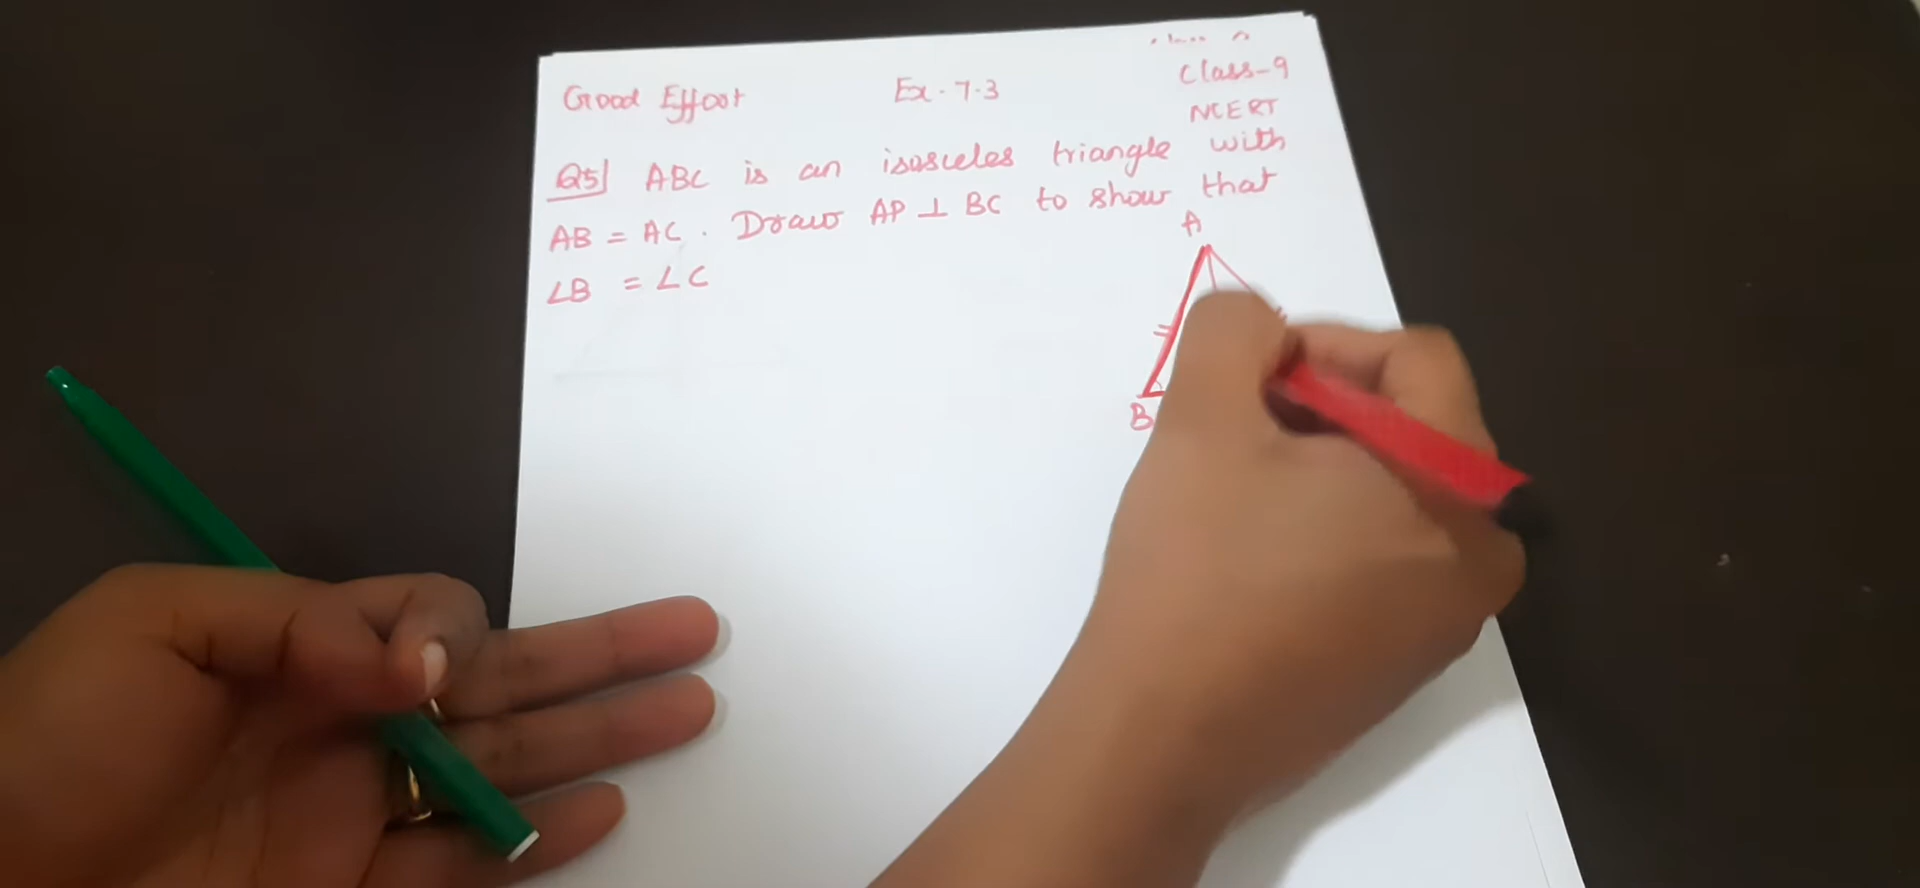 Good Effort Ex. 7.3 Class-9
NCERT
Q5| ABC is an isosceles triangle with
AB = AC. Draw AP ⊥ BC to show that
∠B = ∠C
A
B